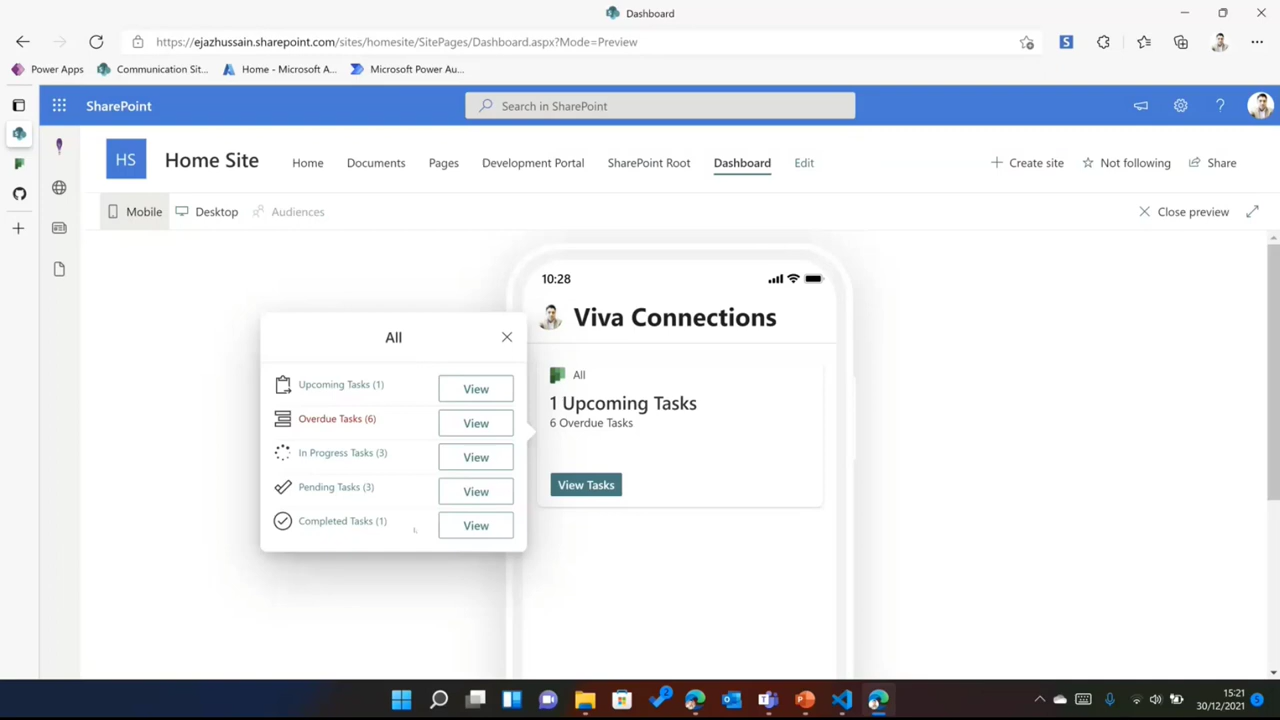 Dashboard
https://ejazhussain.sharepoint.com/sites/homesite/SitePages/Dashboard.aspx?Mode=Preview
S
Power Apps Communication Sit... Home - Microsoft A... Microsoft Power Au...
SharePoint Search in SharePoint ?
HS Home Site Home Documents Pages Development Portal SharePoint Root Dashboard Edit + Create site Not following Share
Mobile Desktop Audiences Close preview
10:28
Viva Connections
All
Upcoming Tasks (1) View
Overdue Tasks (6) View
In Progress Tasks (3) View
Pending Tasks (3) View
Completed Tasks (1) View
All
1 Upcoming Tasks
6 Overdue Tasks
View Tasks
2
15:21
30/12/2021